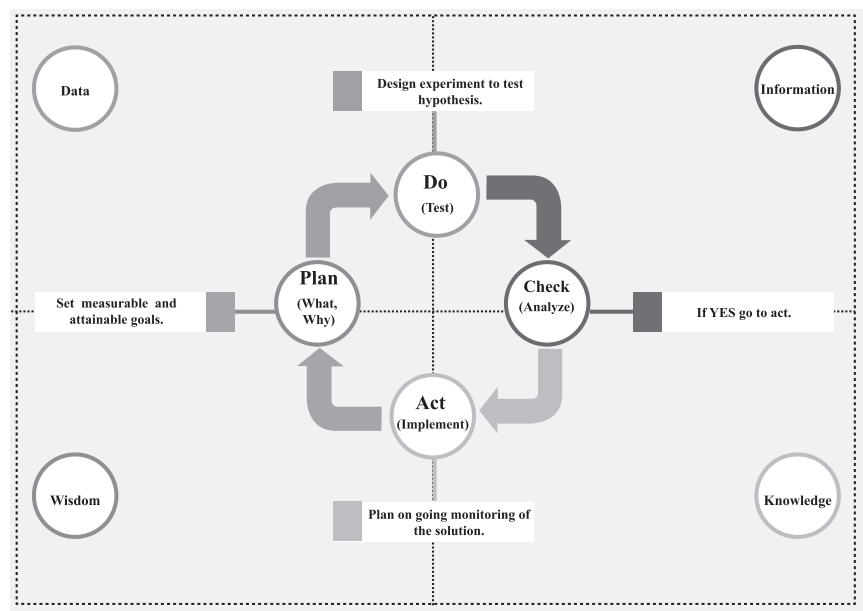 Data
Design experiment to test
hypothesis.
Information
Do
(Test)
Plan
(What,
Why)
Check
(Analyze)
Set measurable and
attainable goals.
If YES go to act.
Act
(Implement)
Wisdom
Plan on going monitoring of
the solution.
Knowledge